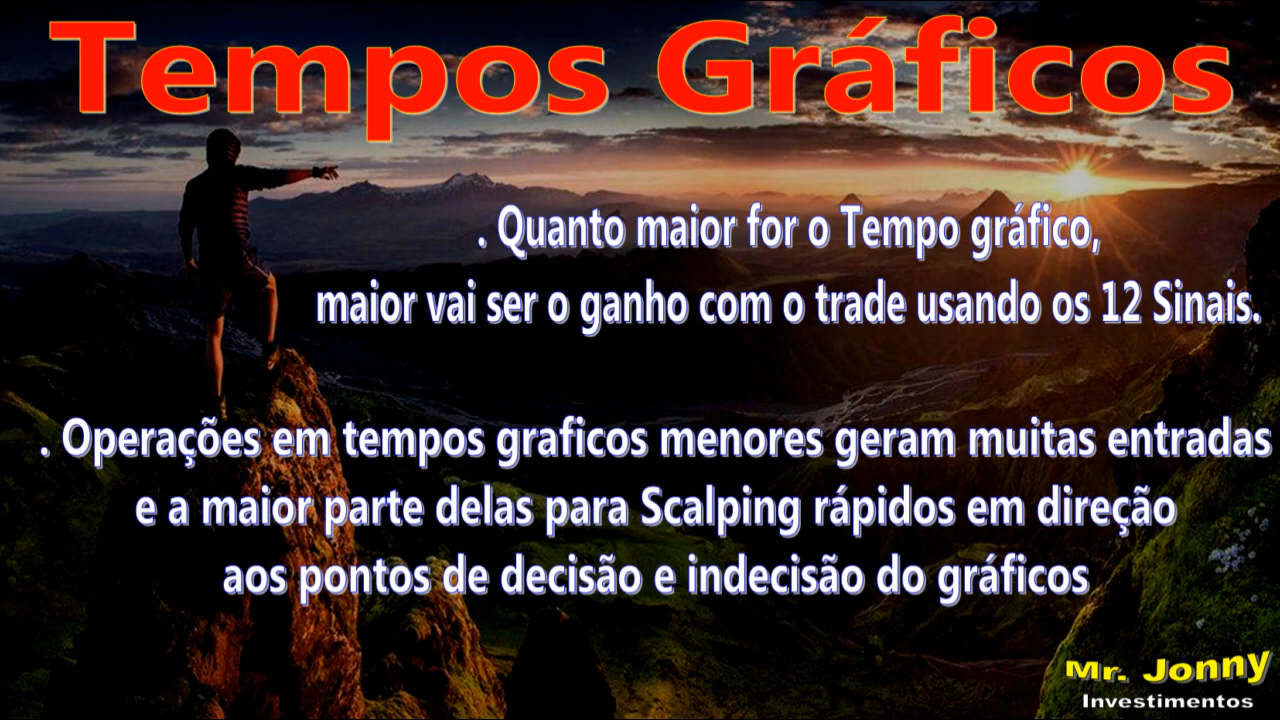 Tempos Gráficos
. Quanto maior for o Tempo gráfico,
maior vai ser o ganho com o trade usando os 12 Sinais.
. Operações em tempos graficos menores geram muitas entradas
e a maior parte delas para Scalping rápidos em direção
aos pontos de decisão e indecisão do gráficos
Mr. Jonny
Investimentos